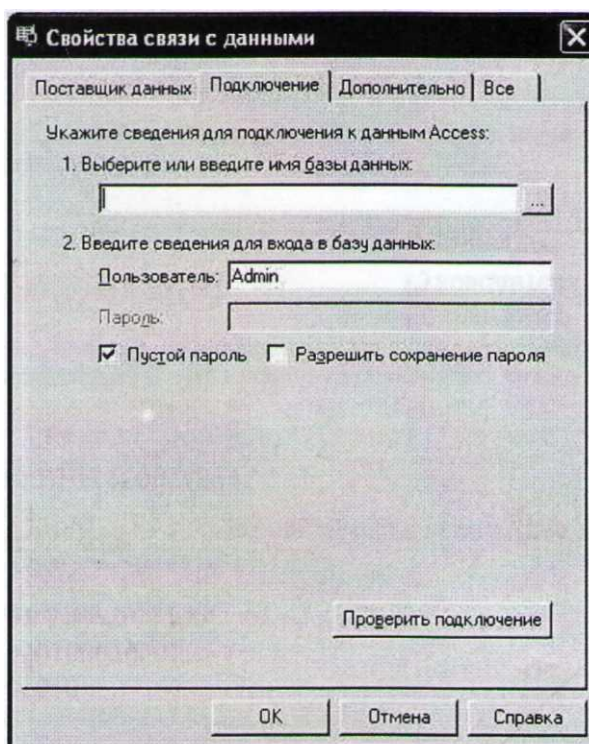 Свойства связи с данными
Поставщик данных Подключение Дополнительно Все
Укажите сведения для подключения к данным Access:
1. Выберите или введите имя базы данных:
...
2. Введите сведения для входа в базу данных:
Пользователь: Admin
Пароль:
Пустой пароль Разрешить сохранение пароля
Проверить подключение
ОК Отмена Справка